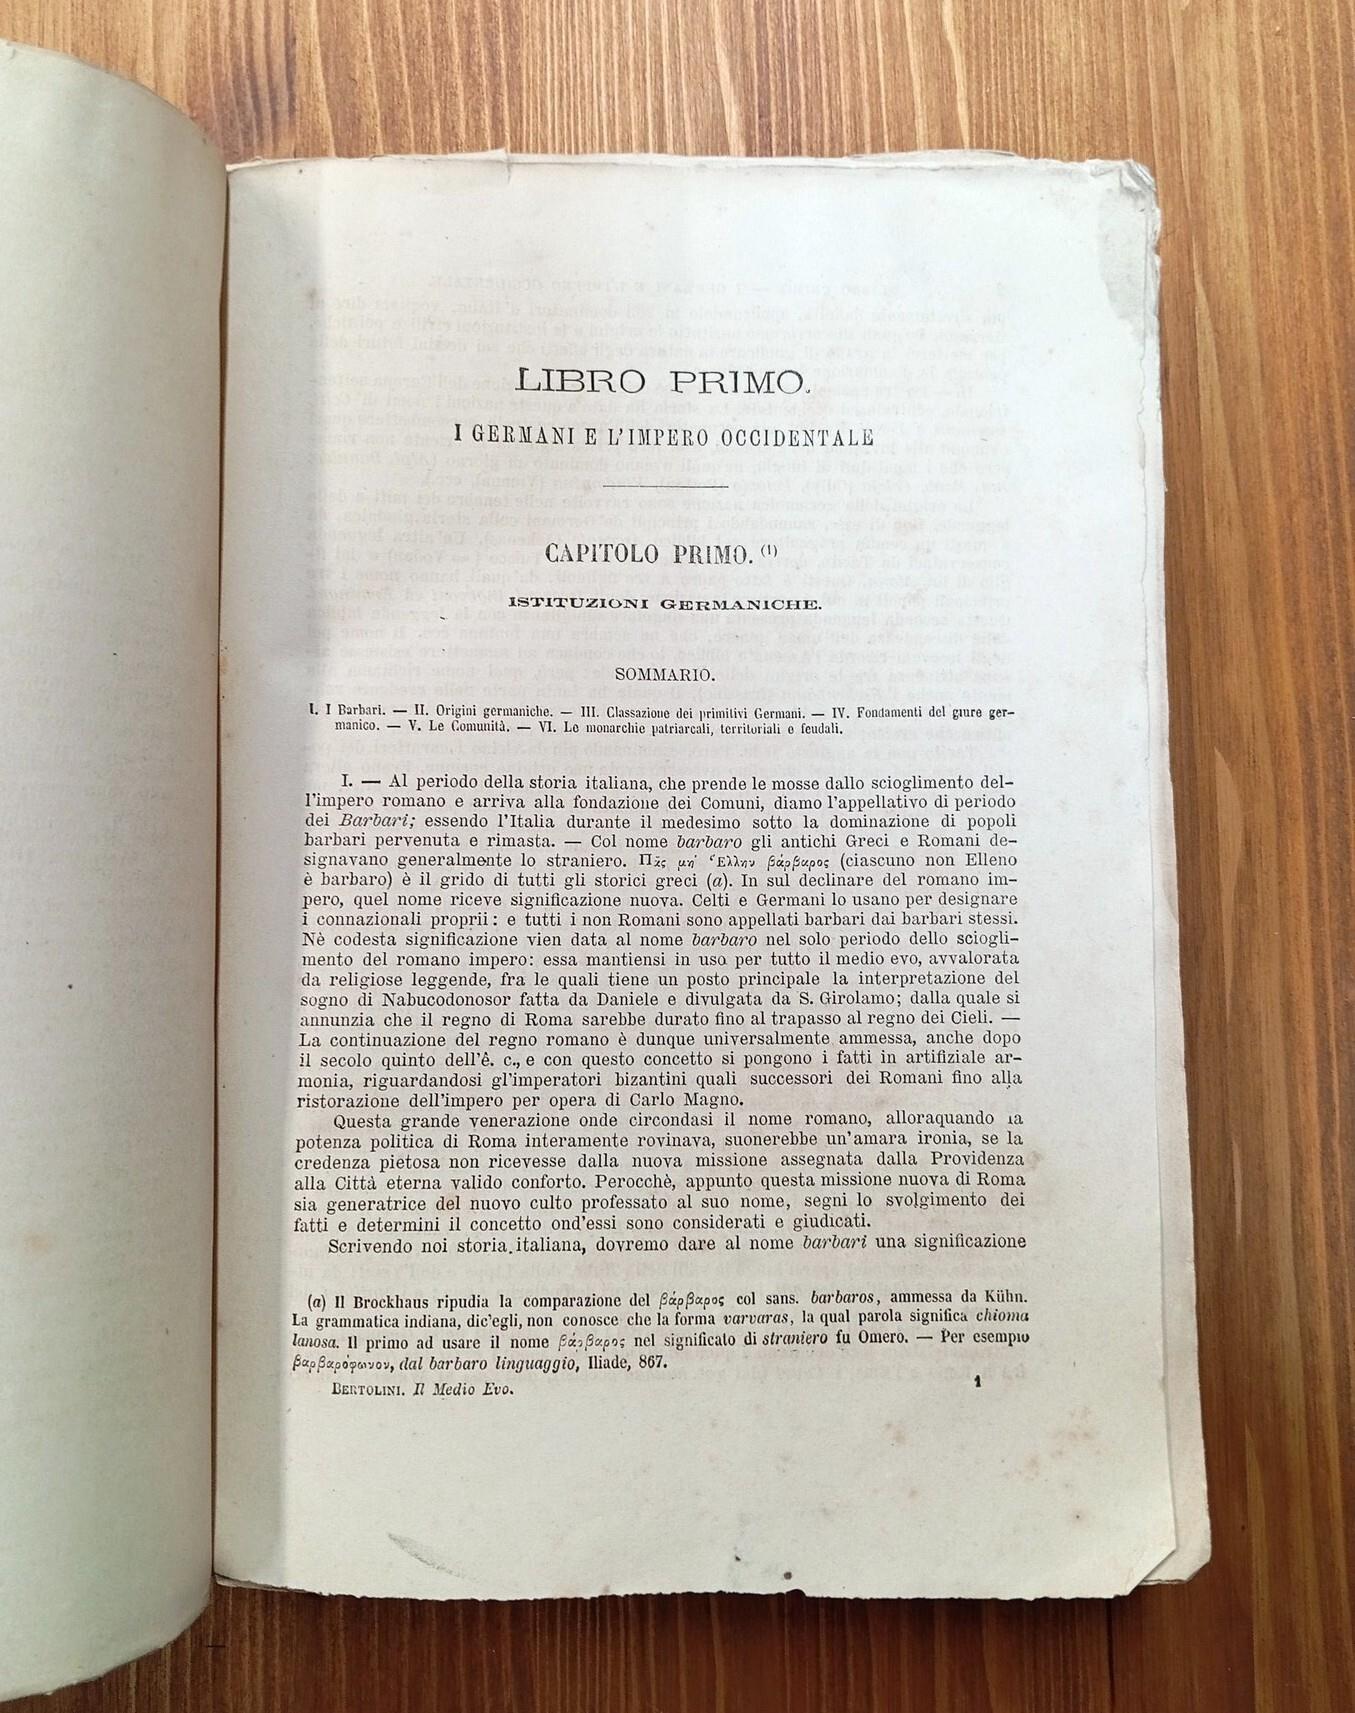 LIBRO PRIMO.
I GERMANI E L'IMPERO OCCIDENTALE
CAPITOLO PRIMO. (1)
ISTITUZIONI GERMANICHE.
SOMMARIO.
I. I Barbari. — II. Origini germaniche. — III. Classazione dei primitivi Germani. — IV. Fondamenti del giure ger-
manico. — V. Le Comunità. — VI. Le monarchie patriarcali, territoriali e feudali.
I. — Al periodo della storia italiana, che prende le mosse dallo scioglimento del-
l'impero romano e arriva alla fondazione dei Comuni, diamo l'appellativo di periodo
dei Barbari; essendo l'Italia durante il medesimo sotto la dominazione di popoli
barbari pervenuta e rimasta. — Col nome barbaro gli antichi Greci e Romani de-
signavano generalmente lo straniero. Πᾶς μη' Ἕλλην βάρβαρος (ciascuno non Elleno
è barbaro) è il grido di tutti gli storici greci (a). In sul declinare del romano im-
pero, quel nome riceve significazione nuova. Celti e Germani lo usano per designare
i connazionali proprii: e tutti i non Romani sono appellati barbari dai barbari stessi.
Nè codesta significazione vien data al nome barbaro nel solo periodo dello sciogli-
mento del romano impero: essa mantiensi in uso per tutto il medio evo, avvalorata
da religiose leggende, fra le quali tiene un posto principale la interpretazione del
sogno di Nabucodonosor fatta da Daniele e divulgata da S. Girolamo; dalla quale si
annunzia che il regno di Roma sarebbe durato fino al trapasso al regno dei Cieli. —
La continuazione del regno romano è dunque universalmente ammessa, anche dopo
il secolo quinto dell'ê. c., e con questo concetto si pongono i fatti in artifiziale ar-
monia, riguardandosi gl'imperatori bizantini quali successori dei Romani fino alla
ristorazione dell'impero per opera di Carlo Magno.
Questa grande venerazione onde circondasi il nome romano, alloraquando la
potenza politica di Roma interamente rovinava, suonerebbe un'amara ironia, se la
credenza pietosa non ricevesse dalla nuova missione assegnata dalla Providenza
alla Città eterna valido conforto. Perocchè, appunto questa missione nuova di Roma
sia generatrice del nuovo culto professato al suo nome, segni lo svolgimento dei
fatti e determini il concetto ond'essi sono considerati e giudicati.
Scrivendo noi storia italiana, dovremo dare al nome barbari una significazione
(a) Il Brockhaus ripudia la comparazione del βάρβαρος col sans. barbaros, ammessa da Kühn.
La grammatica indiana, dic'egli, non conosce che la forma varvaras, la qual parola significa chioma
lanosa. Il primo ad usare il nome βάρβαρος nel significato di straniero fu Omero. — Per esempio
βαρβαρόφωνον, dal barbaro linguaggio, Iliade, 867.
BERTOLINI. Il Medio Evo.
1